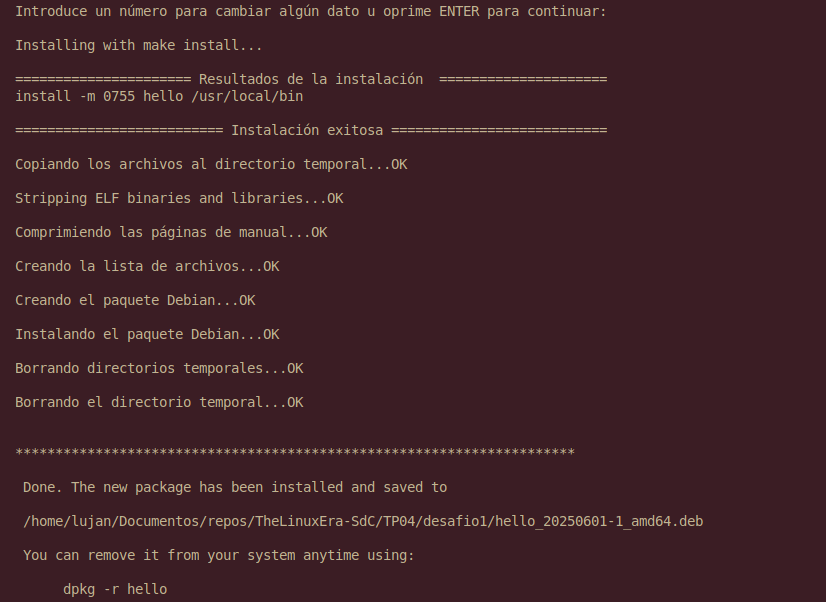 Introduce un número para cambiar algún dato u oprime ENTER para continuar:
Installing with make install...
====================== Resultados de la instalación  =====================
install -m 0755 hello /usr/local/bin
========================== Instalación exitosa ===========================
Copiando los archivos al directorio temporal...OK
Stripping ELF binaries and libraries...OK
Comprimiendo las páginas de manual...OK
Creando la lista de archivos...OK
Creando el paquete Debian...OK
Instalando el paquete Debian...OK
Borrando directorios temporales...OK
Borrando el directorio temporal...OK
**********************************************************************
Done. The new package has been installed and saved to
/home/lujan/Documentos/repos/TheLinuxEra-SdC/TP04/desafio1/hello_20250601-1_amd64.deb
You can remove it from your system anytime using:
dpkg -r hello